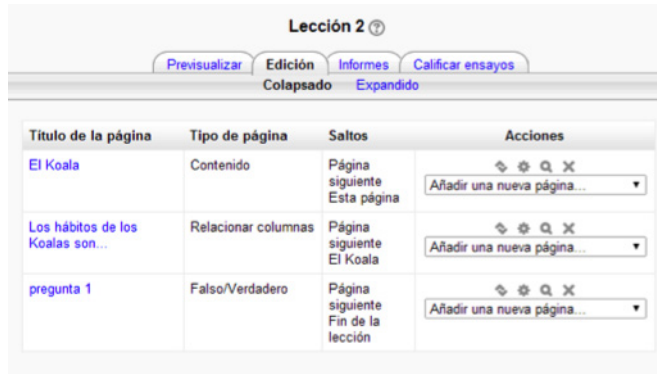 Lección 2
Previsualizar Edición Informes Calificar ensayos
Colapsado Expandido
Título de la página Tipo de página Saltos Acciones
El Koala Contenido Página
siguiente
Esta página
Añadir una nueva página...
Los hábitos de los
Koalas son...
Relacionar columnas Página
siguiente
El Koala
Añadir una nueva página...
pregunta 1 Falso/Verdadero Página
siguiente
Fin de la
lección
Añadir una nueva página...